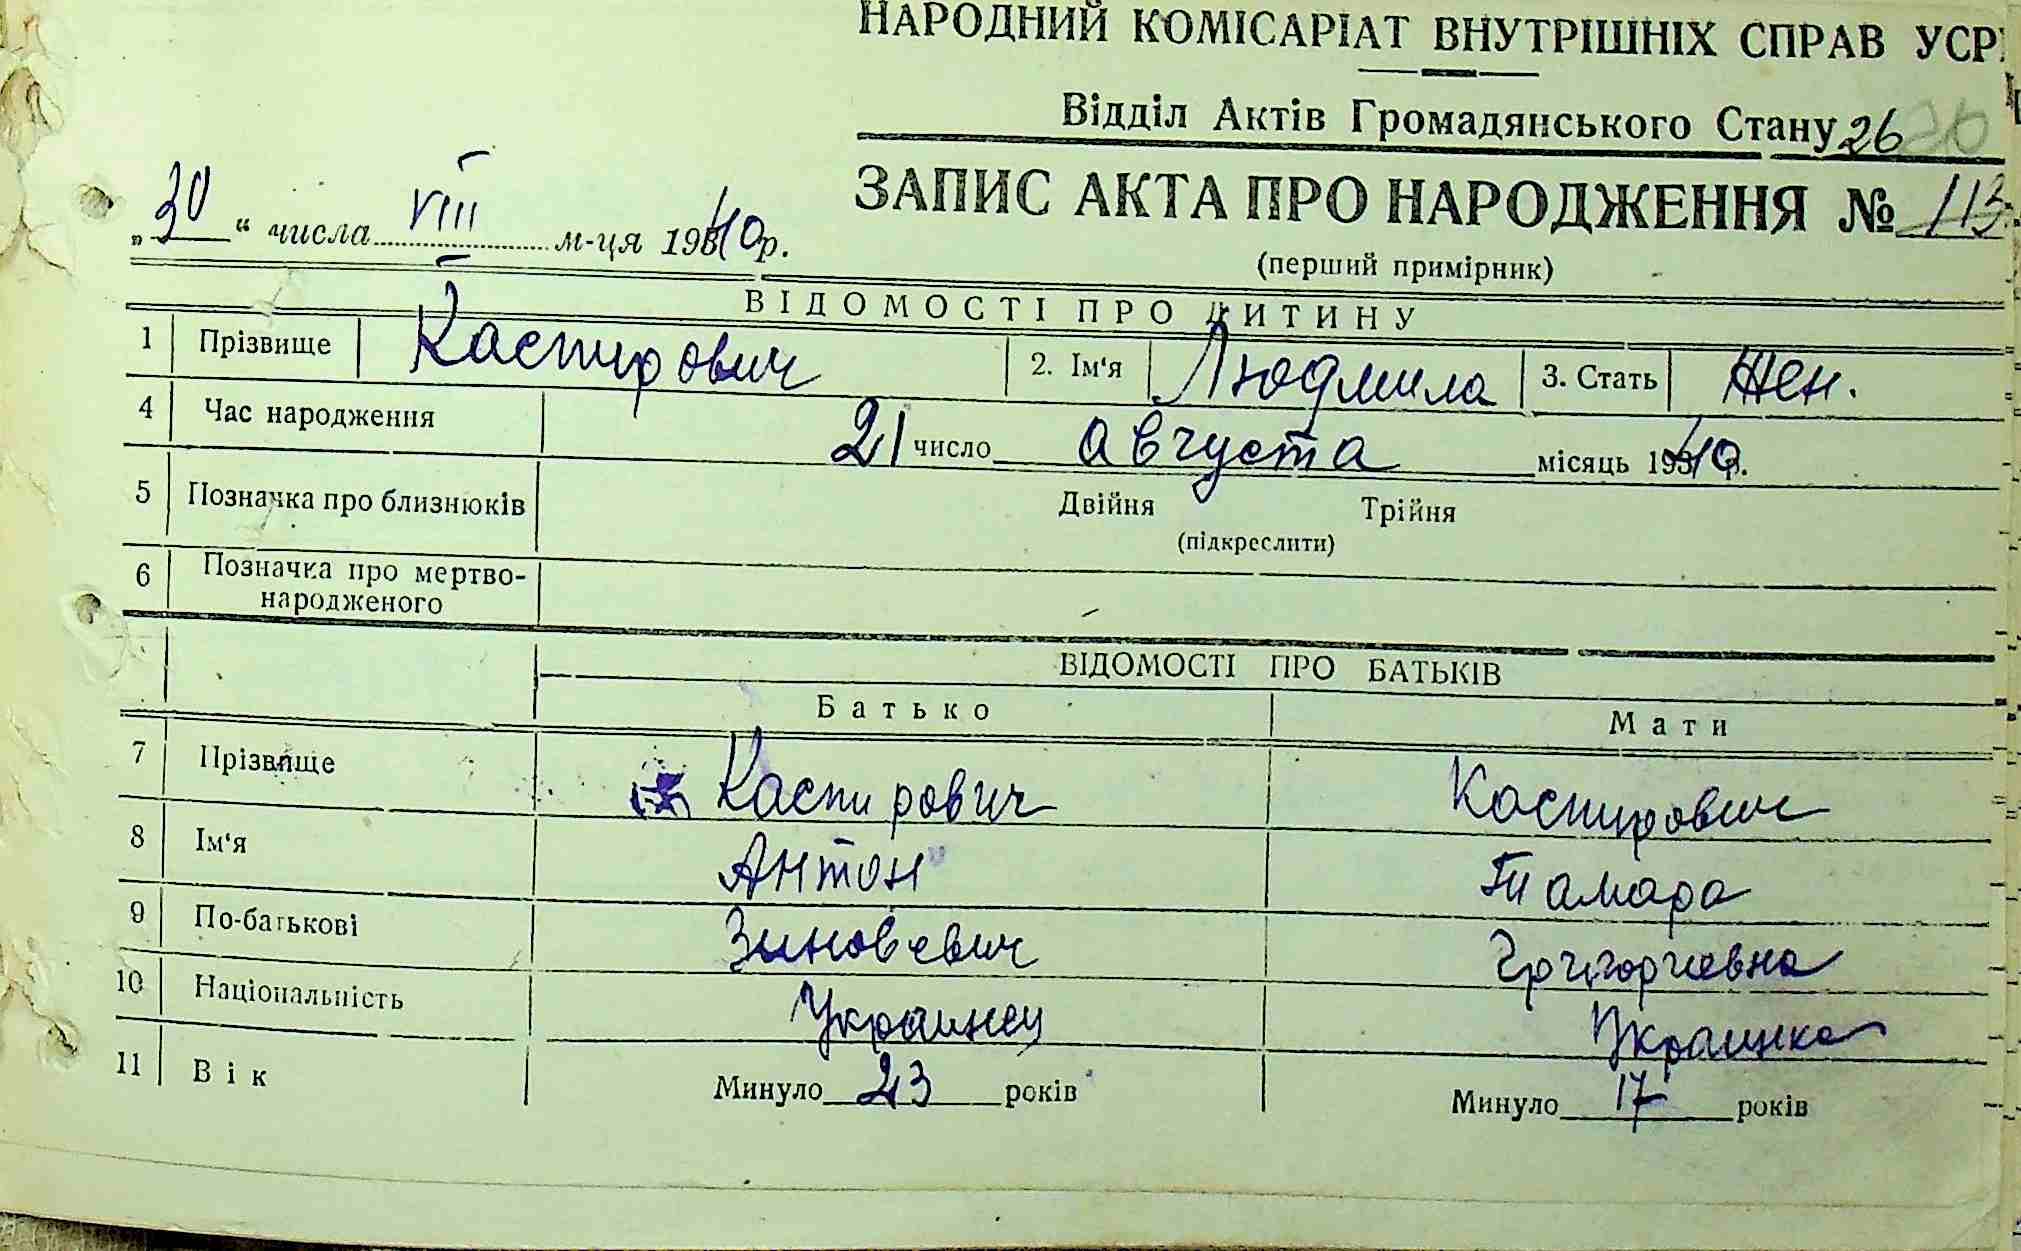 НАРОДНИЙ КОМІСАРІАТ ВНУТРІШНІХ СПРАВ УСР
Відділ Актів Громадянського Стану 26 26
ЗАПИС АКТА ПРО НАРОДЖЕННЯ № 113
„30“ числа VIII м-ця 1940 р.
(перший примірник)
ВІДОМОСТІ ПРО ДИТИНУ
1 Прізвище Каспирович 2. Ім‘я Людмила 3. Стать Жен.
4 Час народження 21 число августа місяць 1940 р.
5 Позначка про близнюків Двійня Трійня
(підкреслити)
6 Позначка про мертво-
народженого
ВІДОМОСТІ ПРО БАТЬКІВ
Батько Мати
7 Прізвище Каспирович Каспирович
8 Ім‘я Антон Тамара
9 По-батькові Зиновевич Григоргиевна
10 Національність Украинец Украинка
11 Вік Минуло 23 років Минуло 17 років